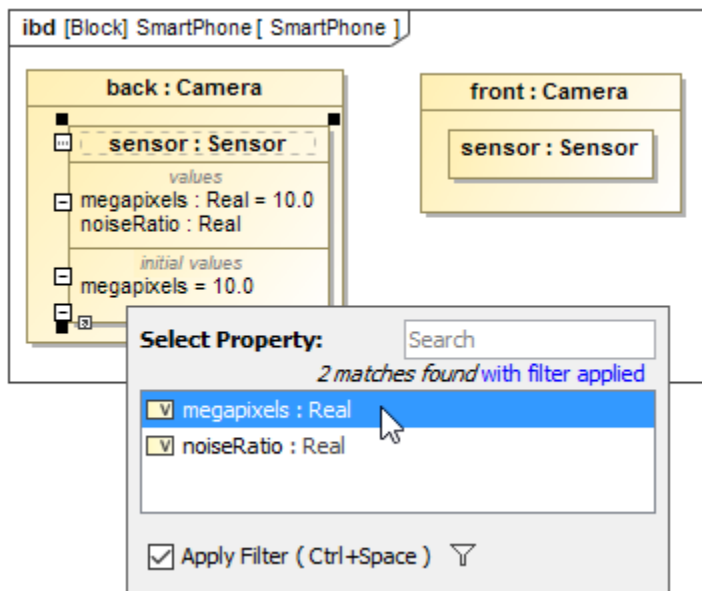 ibd [Block] SmartPhone [ SmartPhone ]
back : Camera
sensor : Sensor
values
megapixels : Real = 10.0
noiseRatio : Real
initial values
megapixels = 10.0
front : Camera
sensor : Sensor
Select Property:
Search
2 matches found with filter applied
V megapixels : Real
V noiseRatio : Real
Apply Filter ( Ctrl+Space )